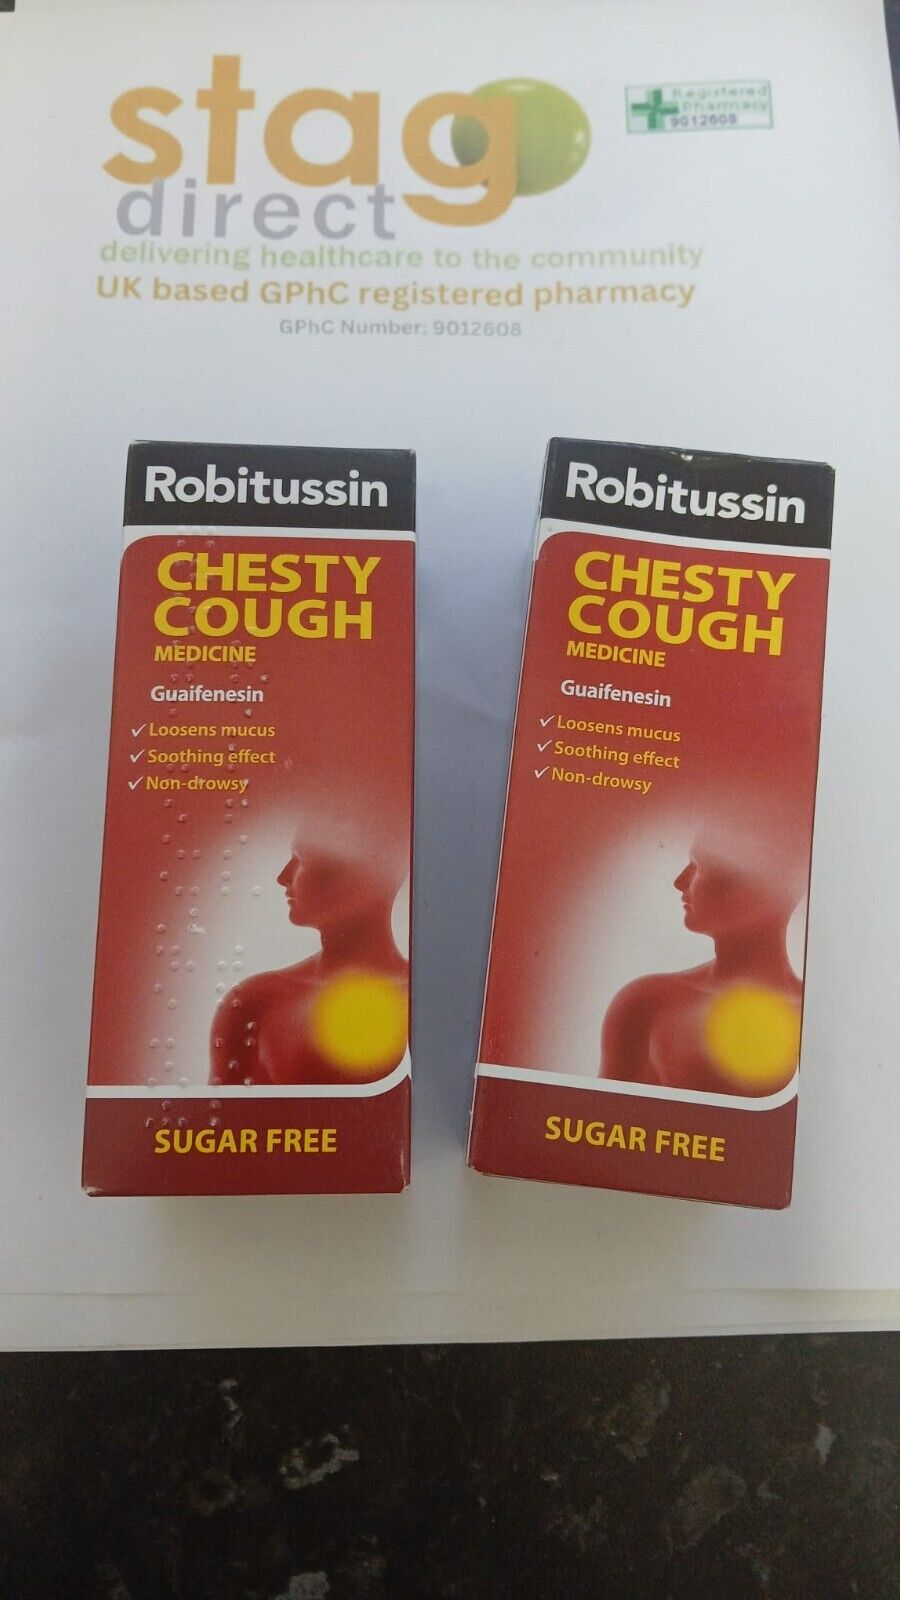 stag
direct
Registered
Pharmacy
9012608
delivering healthcare to the community
UK based GPhC registered pharmacy
GPhC Number: 9012608
Robitussin
CHESTY
COUGH
MEDICINE
Guaifenesin
✓Loosens mucus
✓Soothing effect
✓Non-drowsy
SUGAR FREE
Robitussin
CHESTY
COUGH
MEDICINE
Guaifenesin
✓Loosens mucus
✓Soothing effect
✓Non-drowsy
SUGAR FREE